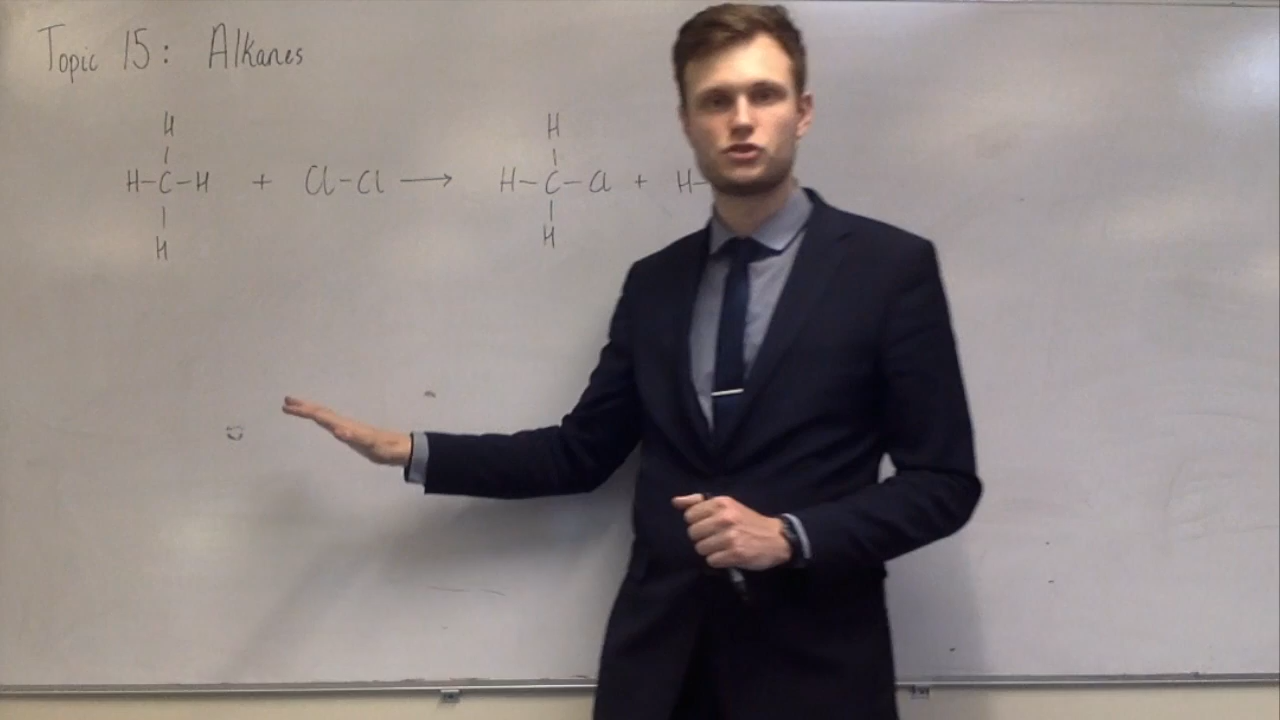 Topic 15: Alkanes
H H
H-C-H + Cl-Cl → H-C-Cl + H-
H H